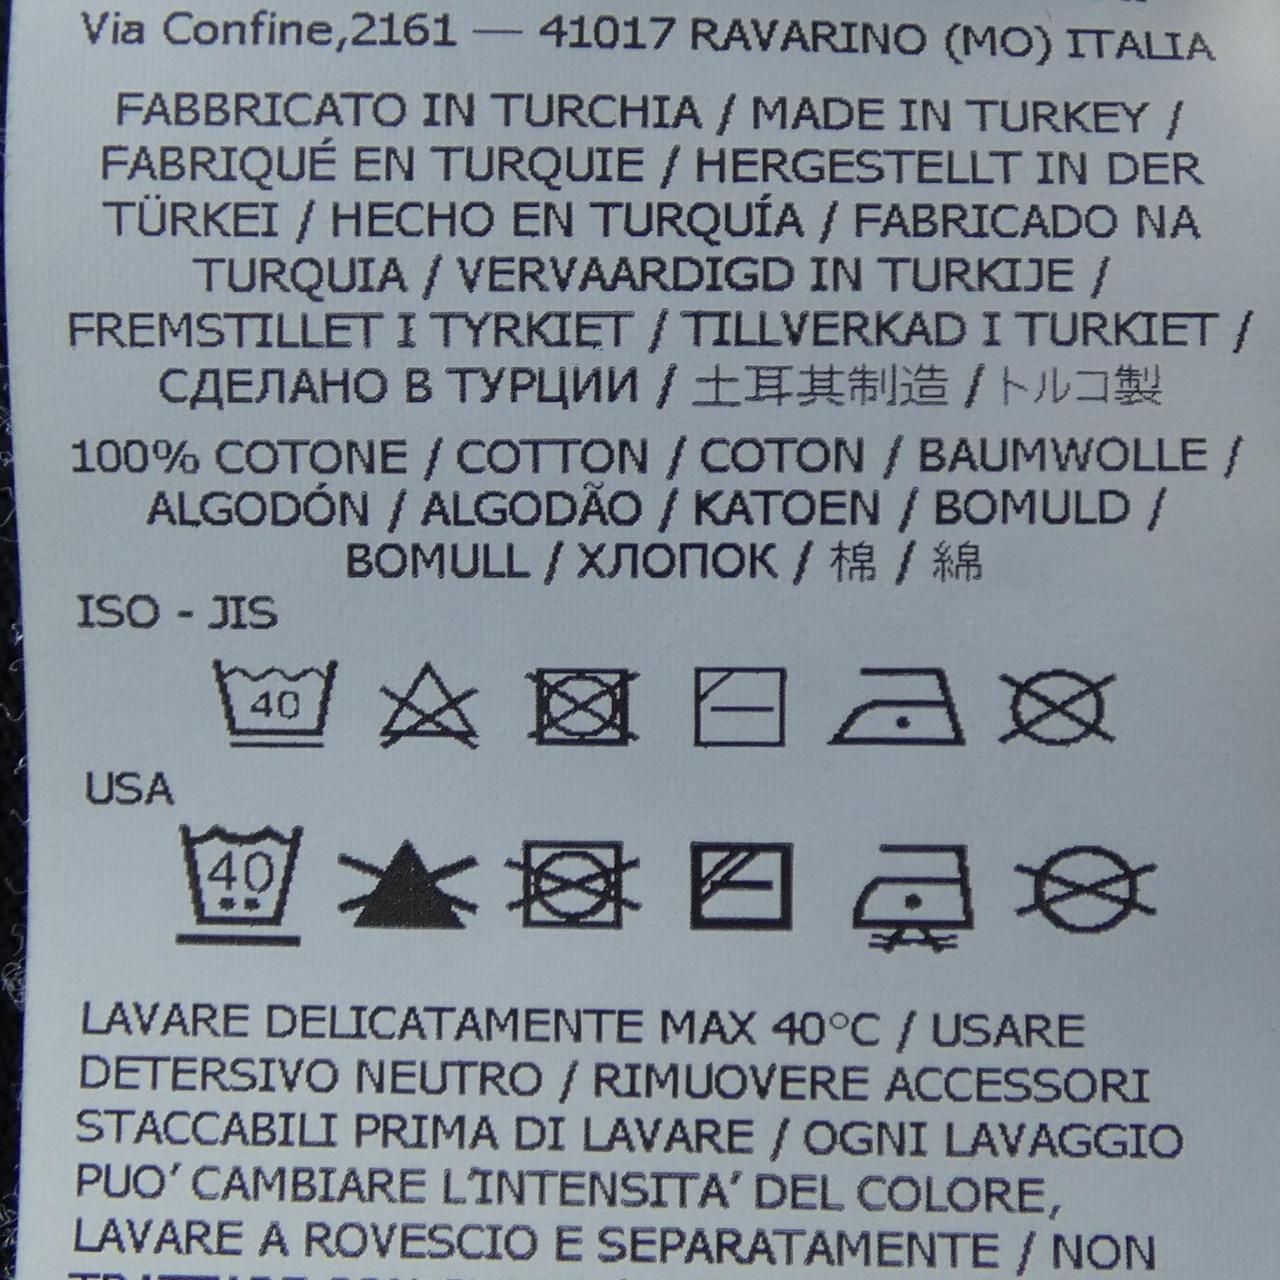 Via Confine,2161 — 41017 RAVARINO (MO) ITALIA
FABBRICATO IN TURCHIA / MADE IN TURKEY /
FABRIQUÉ EN TURQUIE / HERGESTELLT IN DER
TÜRKEI / HECHO EN TURQUÍA / FABRICADO NA
TURQUIA / VERVAARDIGD IN TURKIJE /
FREMSTILLET I TYRKIET / TILLVERKAD I TURKIET /
СДЕЛАНО В ТУРЦИИ / 土耳其制造 / トルコ製
100% COTONE / COTTON / COTON / BAUMWOLLE /
ALGODÓN / ALGODÃO / KATOEN / BOMULD /
BOMULL / ХЛОПОК / 棉 / 綿
ISO - JIS
40
USA
40
LAVARE DELICATAMENTE MAX 40°C / USARE
DETERSIVO NEUTRO / RIMUOVERE ACCESSORI
STACCABILI PRIMA DI LAVARE / OGNI LAVAGGIO
PUO' CAMBIARE L'INTENSITA' DEL COLORE,
LAVARE A ROVESCIO E SEPARATAMENTE / NON